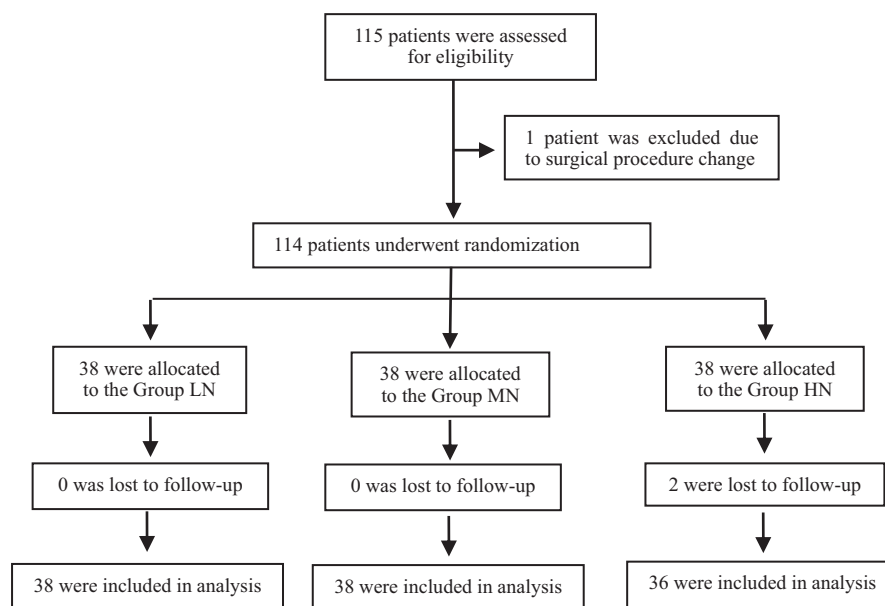 115 patients were assessed
for eligibility
1 patient was excluded due
to surgical procedure change
114 patients underwent randomization
38 were allocated
to the Group LN
38 were allocated
to the Group MN
38 were allocated
to the Group HN
0 was lost to follow-up
0 was lost to follow-up
2 were lost to follow-up
38 were included in analysis
38 were included in analysis
36 were included in analysis